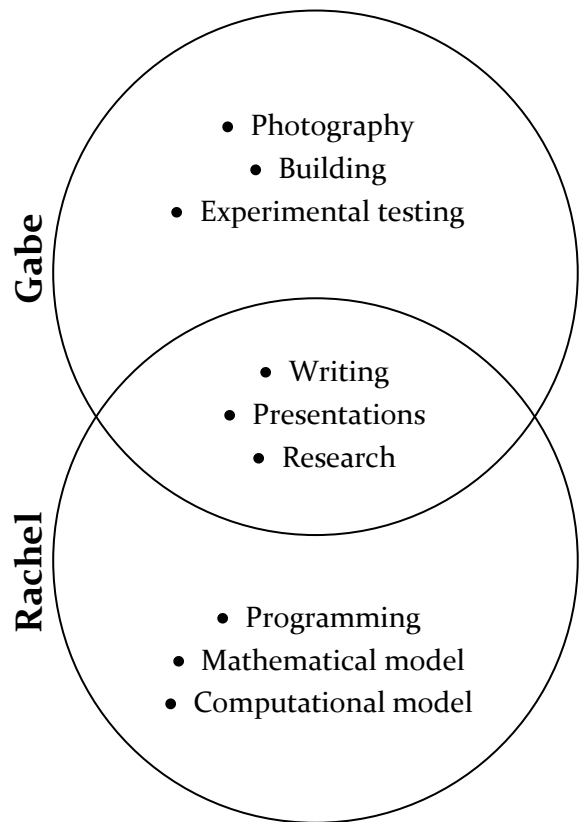 Gabe
• Photography
• Building
• Experimental testing
• Writing
• Presentations
• Research
Rachel
• Programming
• Mathematical model
• Computational model